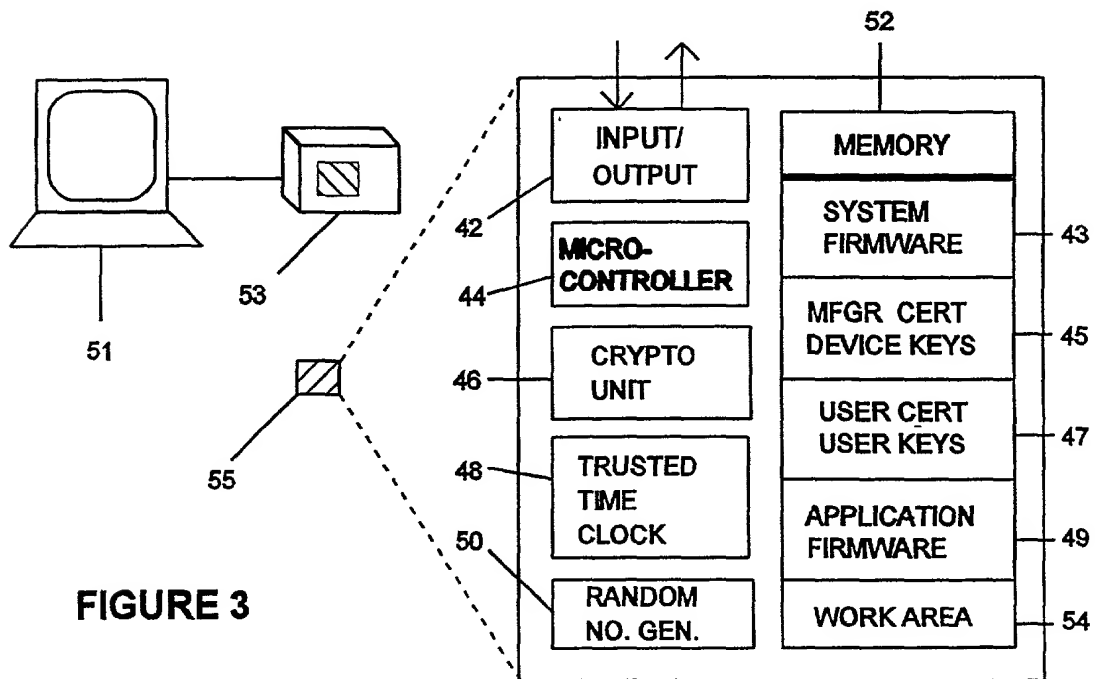 52
INPUT/
OUTPUT
MEMORY
42
SYSTEM
FIRMWARE
43
53
MICRO-
CONTROLLER
44
51
MFGR CERT
DEVICE KEYS
45
CRYPTO
UNIT
46
USER CERT
USER KEYS
47
55
TRUSTED
TIME
CLOCK
48
APPLICATION
FIRMWARE
49
50
FIGURE 3
RANDOM
NO. GEN.
WORK AREA
54